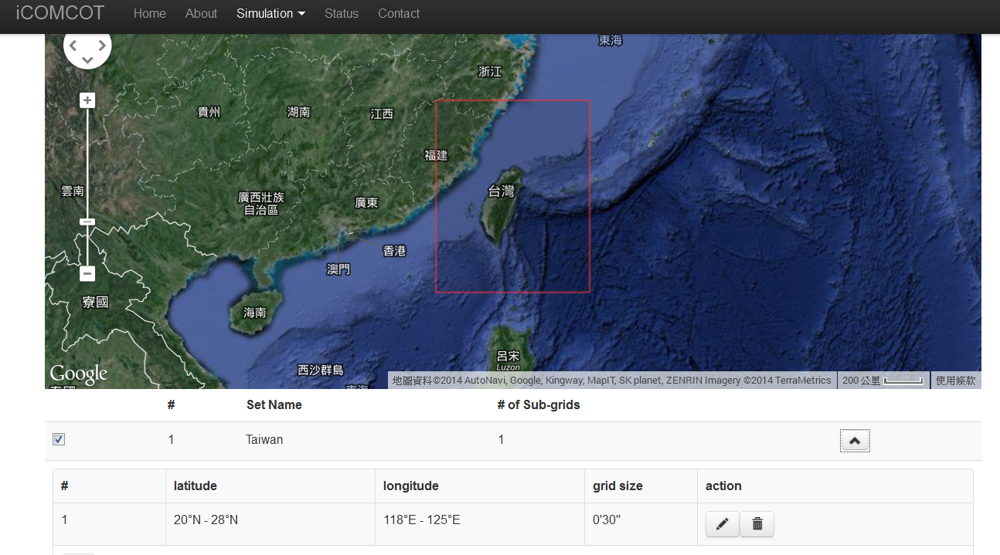 iCOMCOT Home About Simulation Status Contact
東海
浙江
貴州 湖南 江西
福建
雲南 廣西壯族 廣東 台灣
自治區
香港
澳門
寮國
海南
呂宋
Luzon
西沙群島
Google
地圖資料©2014 AutoNavi, Google, Kingway, MapIT, SK planet, ZENRIN Imagery ©2014 TerraMetrics 200 公里 使用條款
# Set Name # of Sub-grids
1 Taiwan 1
# latitude longitude grid size action
1 20°N - 28°N 118°E - 125°E 0'30"